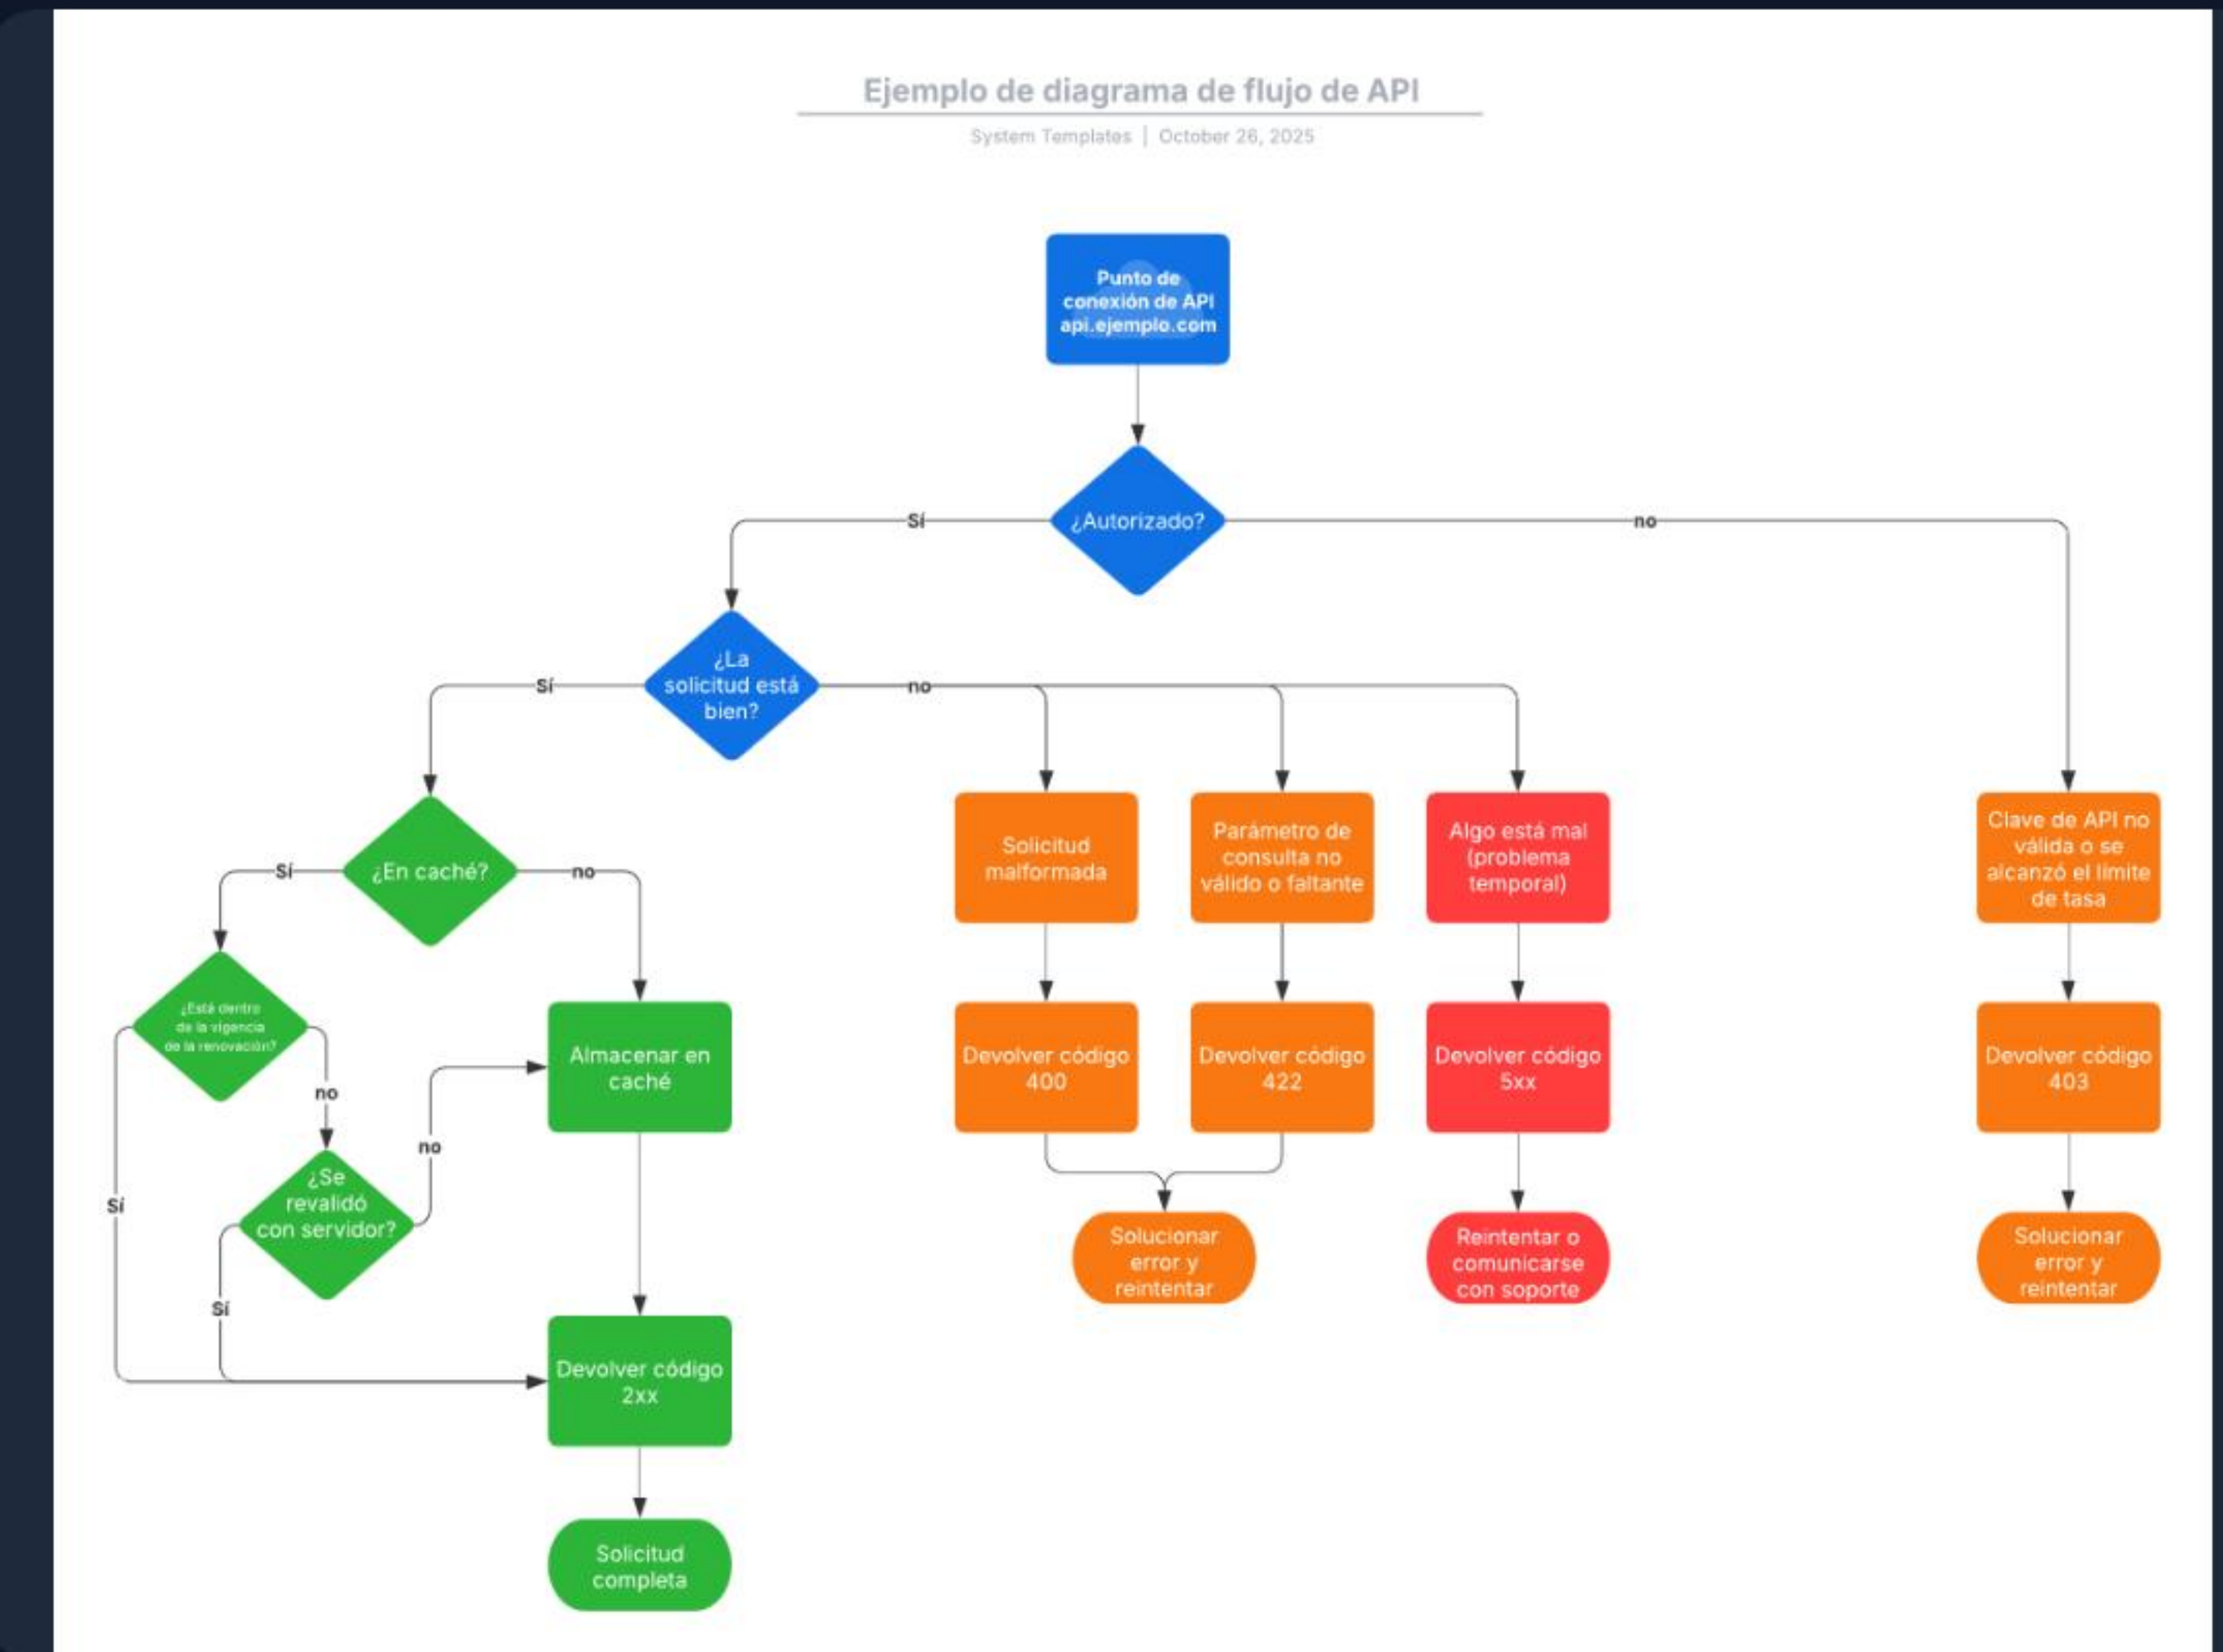 Ejemplo de diagrama de flujo de API
System Templates | October 26, 2025
Punto de
conexión de API
api.ejemplo.com
¿Autorizado?
Sí
no
¿La
solicitud está
bien?
Sí
no
¿En caché?
Sí
no
Solicitud
malformada
Parámetro de
consulta no
válido o faltante
Algo está mal
(problema
temporal)
Clave de API no
válida o se
alcanzó el límite
de tasa
¿Está dentro
de la vigencia
de la renovación?
Sí
no
Almacenar en
caché
Devolver código
400
Devolver código
422
Devolver código
5xx
Devolver código
403
¿Se
revalidó
con servidor?
no
Sí
Solucionar
error y
reintentar
Reintentar o
comunicarse
con soporte
Solucionar
error y
reintentar
Devolver código
2xx
Solicitud
completa